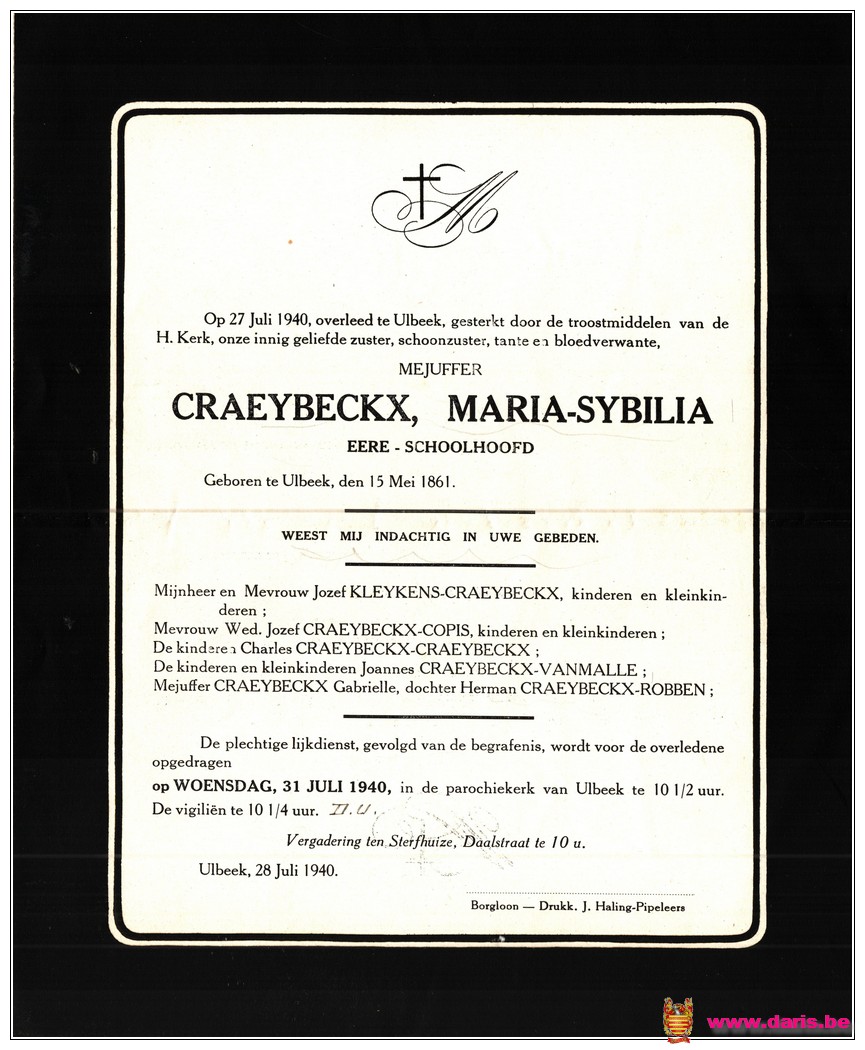 M
Op 27 Juli 1940, overleed te Ulbeek, gesterkt door de troostmiddelen van de
H. Kerk, onze innig geliefde zuster, schoonzuster, tante en bloedverwante,
MEJUFFER
CRAEYBECKX, MARIA-SYBILIA
EERE - SCHOOLHOOFD
Geboren te Ulbeek, den 15 Mei 1861.
WEEST MIJ INDACHTIG IN UWE GEBEDEN.
Mijnheer en Mevrouw Jozef KLEYKENS-CRAEYBECKX, kinderen en kleinkin-
deren ;
Mevrouw Wed. Jozef CRAEYBECKX-COPIS, kinderen en kleinkinderen ;
De kinderen Charles CRAEYBECKX-CRAEYBECKX ;
De kinderen en kleinkinderen Joannes CRAEYBECKX-VANMALLE ;
Mejuffer CRAEYBECKX Gabrielle, dochter Herman CRAEYBECKX-ROBBEN ;
De plechtige lijkdienst, gevolgd van de begrafenis, wordt voor de overledene
opgedragen
op WOENSDAG, 31 JULI 1940, in de parochiekerk van Ulbeek te 10 1/2 uur.
De vigiliën te 10 1/4 uur.
Vergadering ten Sterfhuize, Daalstraat te 10 u.
Ulbeek, 28 Juli 1940.
Borgloon — Drukk. J. Haling-Pipeleers
www.daris.be